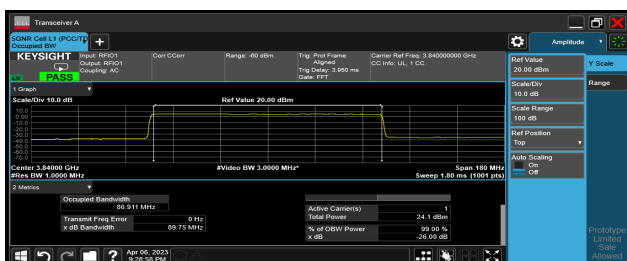 Transceiver A
5GNR Cell L1 (PCC/TD
Occupied BW
Amplitude
KEYSIGHT
Input: RFIO1
Output: RFIO1
Coupling: AC
Corr CCorr
Range: -60 dBm
Trig: Prot Frame
Aligned
Trig Delay: 3.950 ms
Gate: FFT
Carrier Ref Freq: 3.840000000 GHz
CC Info: UL, 1 CC
PASS
1 Graph
Scale/Div 10.0 dB
Ref Value 20.00 dBm
10.0
0.00
-10.0
-20.0
-30.0
-40.0
-50.0
-60.0
-70.0
Center 3.84000 GHz
#Res BW 1.0000 MHz
#Video BW 3.0000 MHz*
Span 180 MHz
Sweep 1.80 ms (1001 pts)
2 Metrics
Occupied Bandwidth
86.911 MHz
Transmit Freq Error 0 Hz
x dB Bandwidth 89.75 MHz
Active Carrier(s) 1
Total Power 24.1 dBm
% of OBW Power 99.00 %
x dB -26.00 dB
Ref Value
20.00 dBm
Scale/Div
10.0 dB
Scale Range
100 dB
Ref Position
Top
Auto Scaling
On
Off
Y Scale
Range
Prototype
Limited
Sale
Allowed
Apr 06, 2023
9:28:58 PM